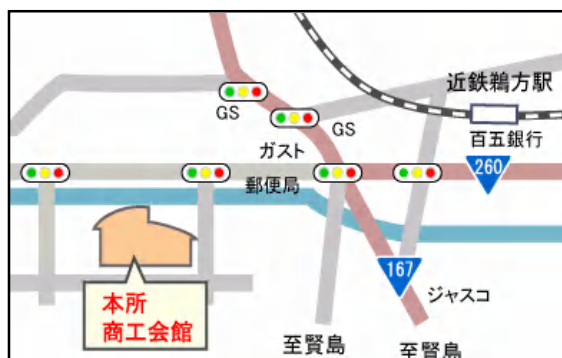 近鉄鵜方駅
GS
GS
百五銀行
ガスト
郵便局
260
167
本所
商工会館
ジャスコ
至賢島
至賢島